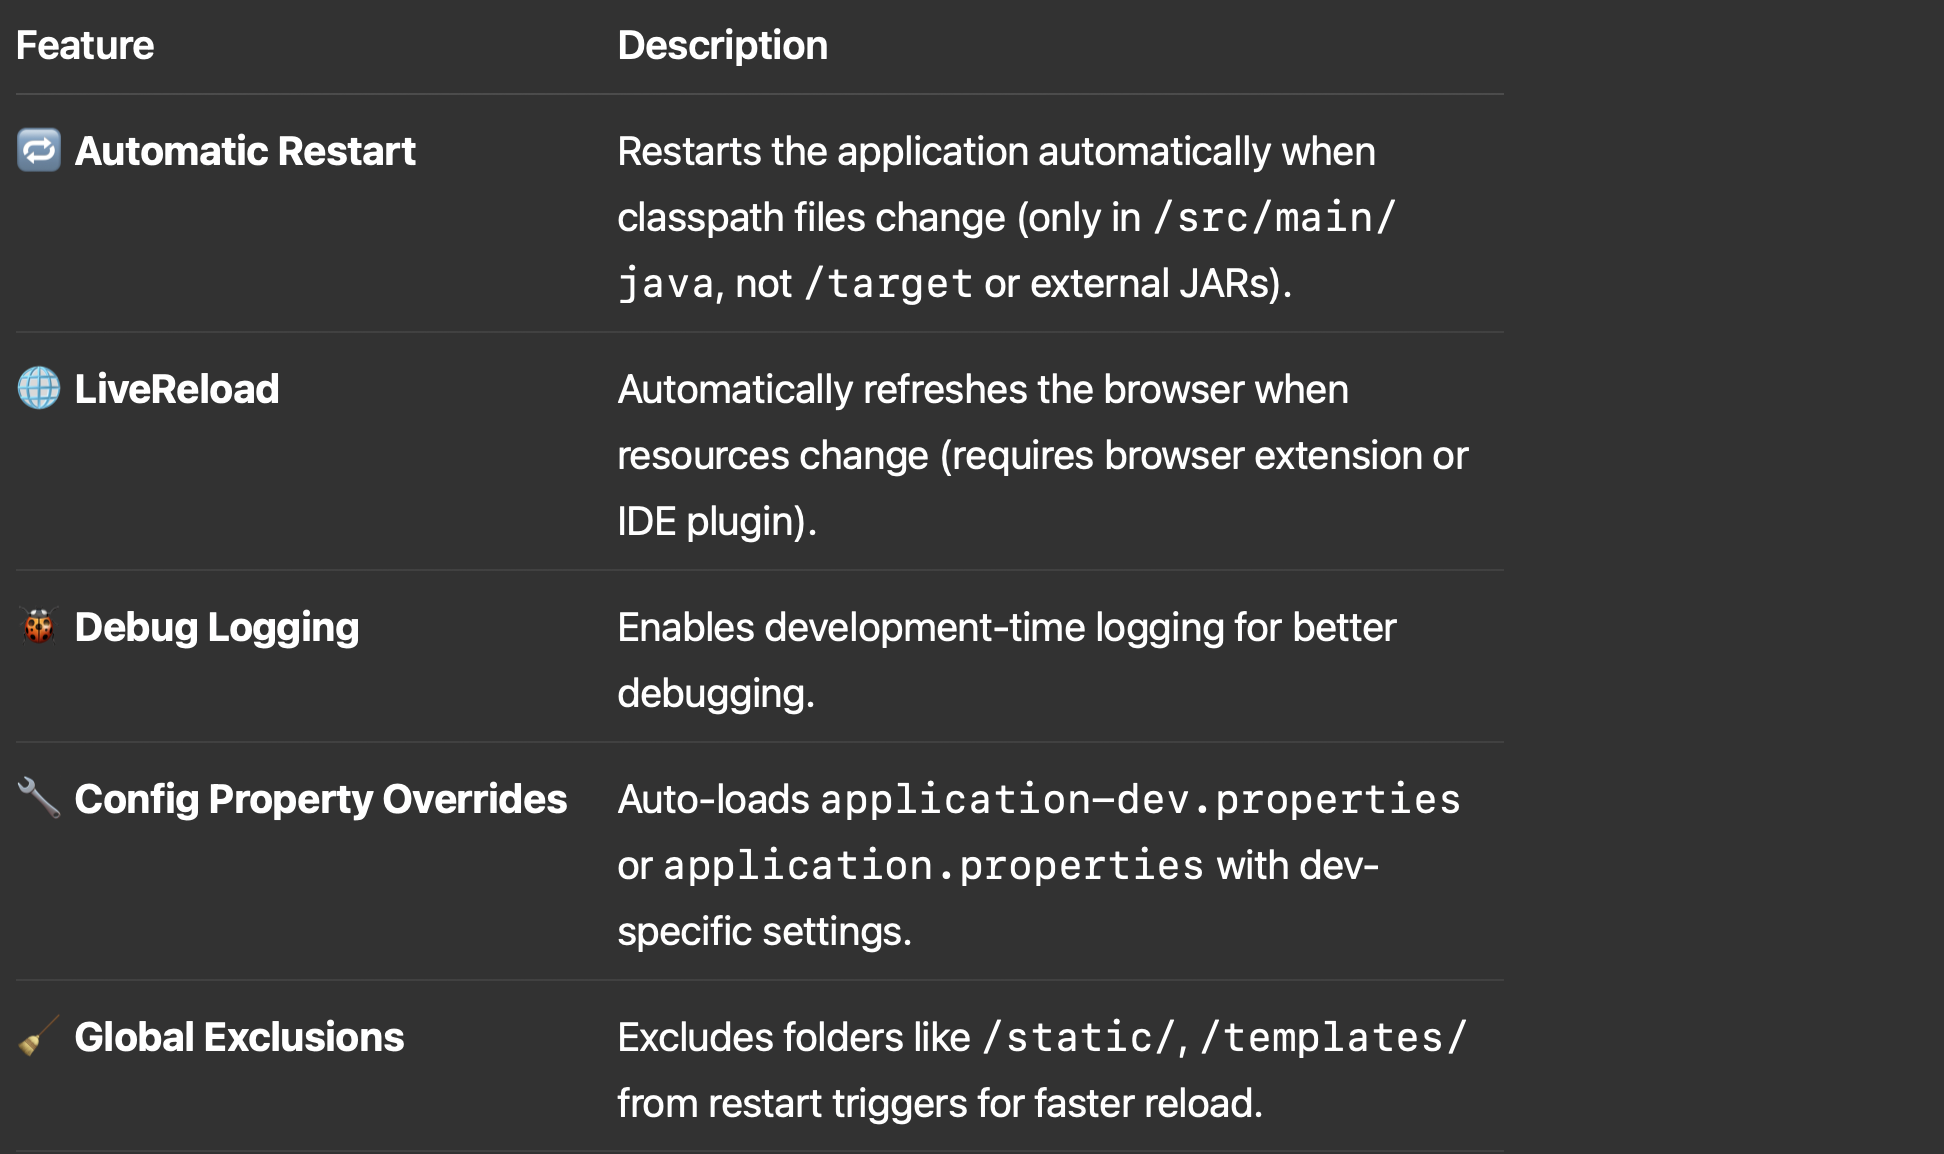 Feature Description
🔁 Automatic Restart Restarts the application automatically when
classpath files change (only in /src/main/
java, not /target or external JARs).
🌐 LiveReload Automatically refreshes the browser when
resources change (requires browser extension or
IDE plugin).
🐞 Debug Logging Enables development-time logging for better
debugging.
🔧 Config Property Overrides Auto-loads application-dev.properties
or application.properties with dev-
specific settings.
🧹 Global Exclusions Excludes folders like /static/, /templates/
from restart triggers for faster reload.